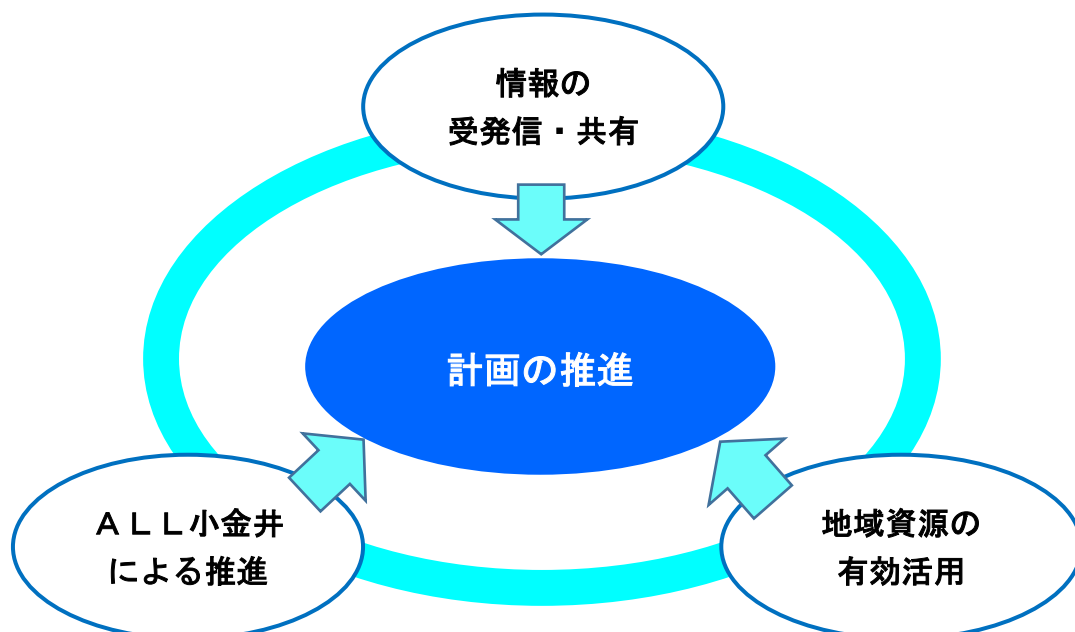 情報の
受発信・共有
計画の推進
ＡＬＬ小金井
による推進
地域資源の
有効活用